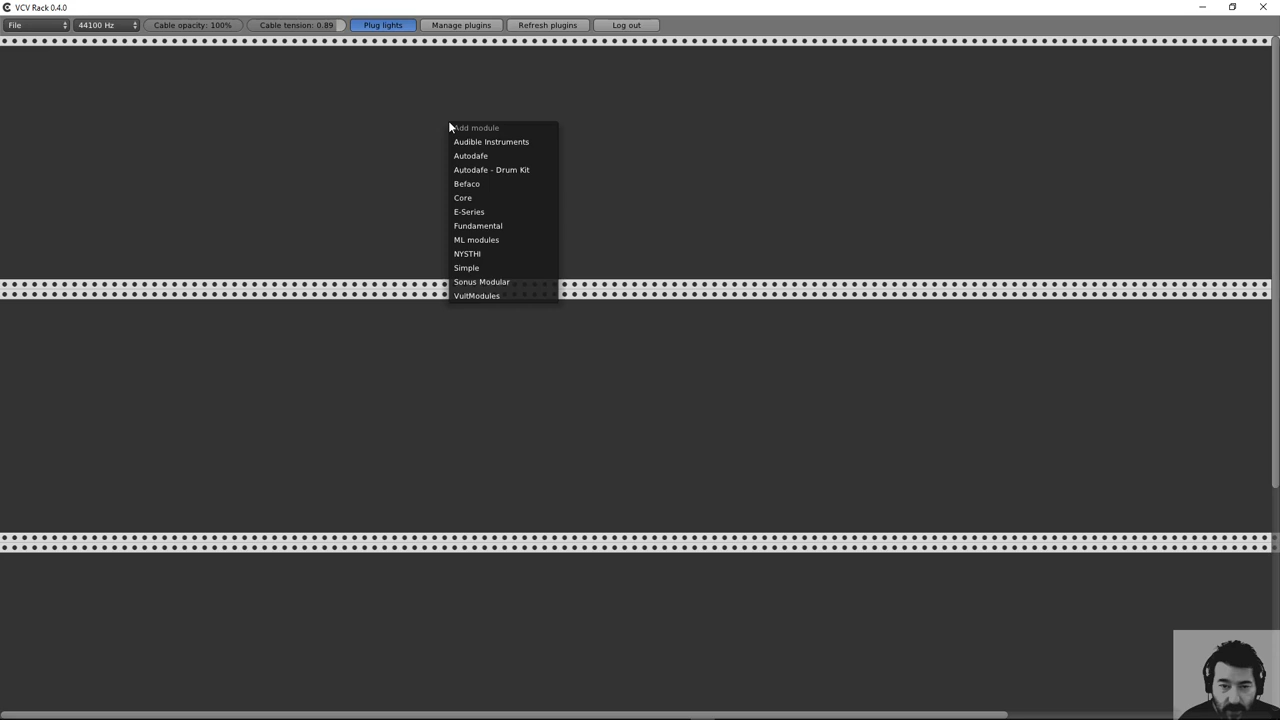 VCV Rack 0.4.0
File 44100 Hz Cable opacity: 100% Cable tension: 0.89 Plug lights Manage plugins Refresh plugins Log out
Add module
Audible Instruments
Autodafe
Autodafe - Drum Kit
Befaco
Core
E-Series
Fundamental
ML modules
NYSTHI
Simple
Sonus Modular
VultModules